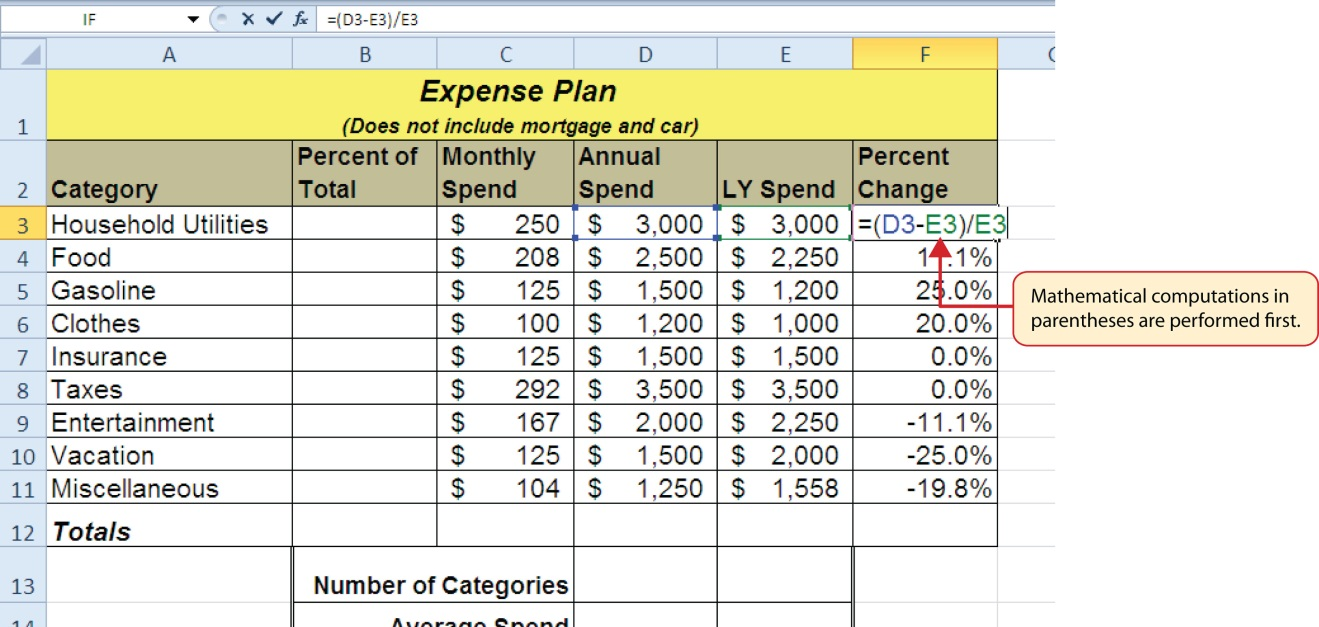 IF =(D3-E3)/E3
A B C D E F
1 Expense Plan
(Does not include mortgage and car)
2 Category Percent of Total Monthly Spend Annual Spend LY Spend Percent Change
3 Household Utilities $ 250 $ 3,000 $ 3,000 =(D3-E3)/E3
4 Food $ 208 $ 2,500 $ 2,250
5 Gasoline $ 125 $ 1,500 $ 1,200 25.0%
6 Clothes $ 100 $ 1,200 $ 1,000 20.0%
7 Insurance $ 125 $ 1,500 $ 1,500 0.0%
8 Taxes $ 292 $ 3,500 $ 3,500 0.0%
9 Entertainment $ 167 $ 2,000 $ 2,250 -11.1%
10 Vacation $ 125 $ 1,500 $ 2,000 -25.0%
11 Miscellaneous $ 104 $ 1,250 $ 1,558 -19.8%
12 Totals
13 Number of Categories
14 Average Spend
Mathematical computations in
parentheses are performed first.